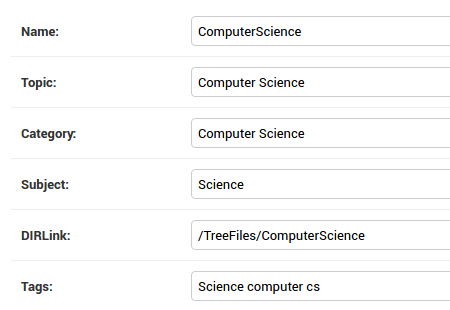 Name: ComputerScience
Topic: Computer Science
Category: Computer Science
Subject: Science
DIRLink: /TreeFiles/ComputerScience
Tags: Science computer cs